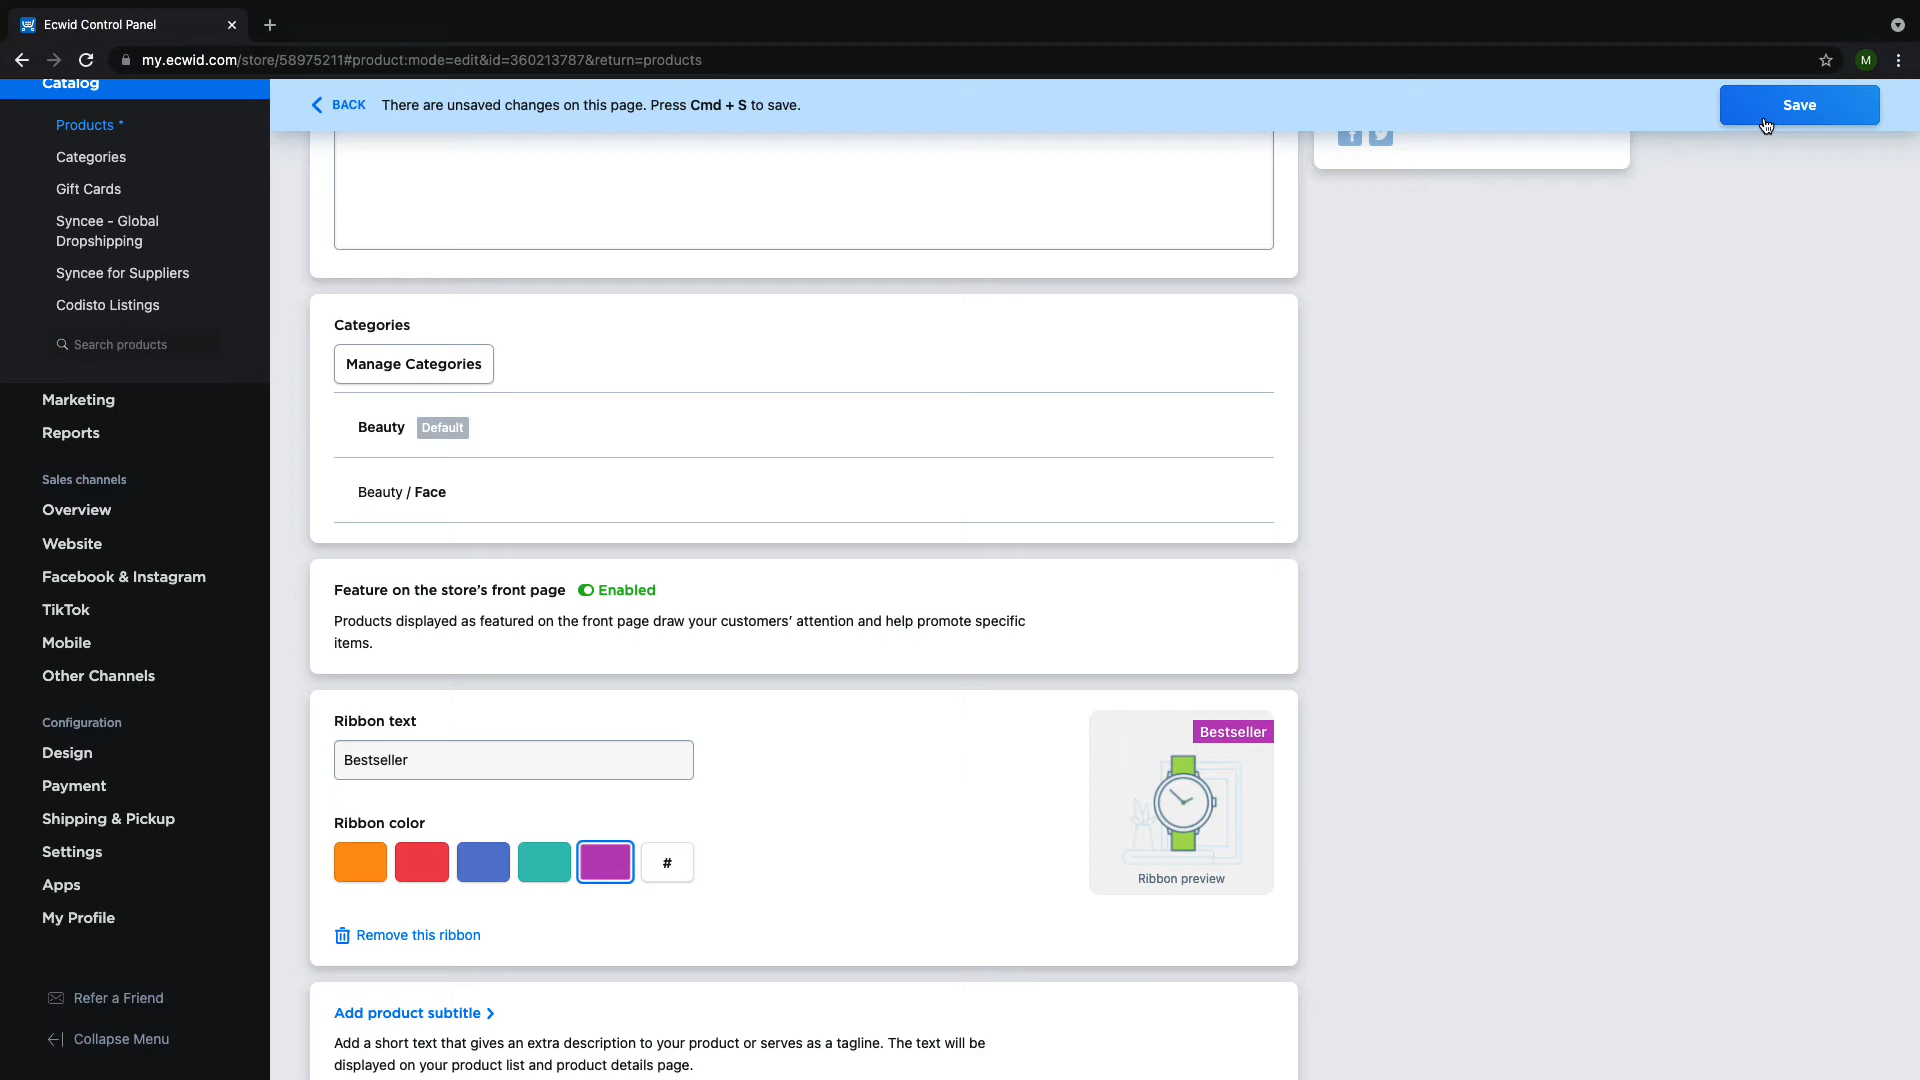 Ecwid Control Panel
my.ecwid.com/store/58975211#product:mode=edit&id=360213787&return=products
M
Catalog
BACK There are unsaved changes on this page. Press Cmd + S to save.
Save
Products *
Categories
Gift Cards
Syncee - Global
Dropshipping
Syncee for Suppliers
Codisto Listings
Search products
Marketing
Reports
Sales channels
Overview
Website
Facebook & Instagram
TikTok
Mobile
Other Channels
Configuration
Design
Payment
Shipping & Pickup
Settings
Apps
My Profile
Refer a Friend
Collapse Menu
Categories
Manage Categories
Beauty Default
Beauty / Face
Feature on the store's front page Enabled
Products displayed as featured on the front page draw your customers' attention and help promote specific
items.
Ribbon text
Bestseller
Ribbon color
#
Remove this ribbon
Bestseller
Ribbon preview
Add product subtitle
Add a short text that gives an extra description to your product or serves as a tagline. The text will be
displayed on your product list and product details page.